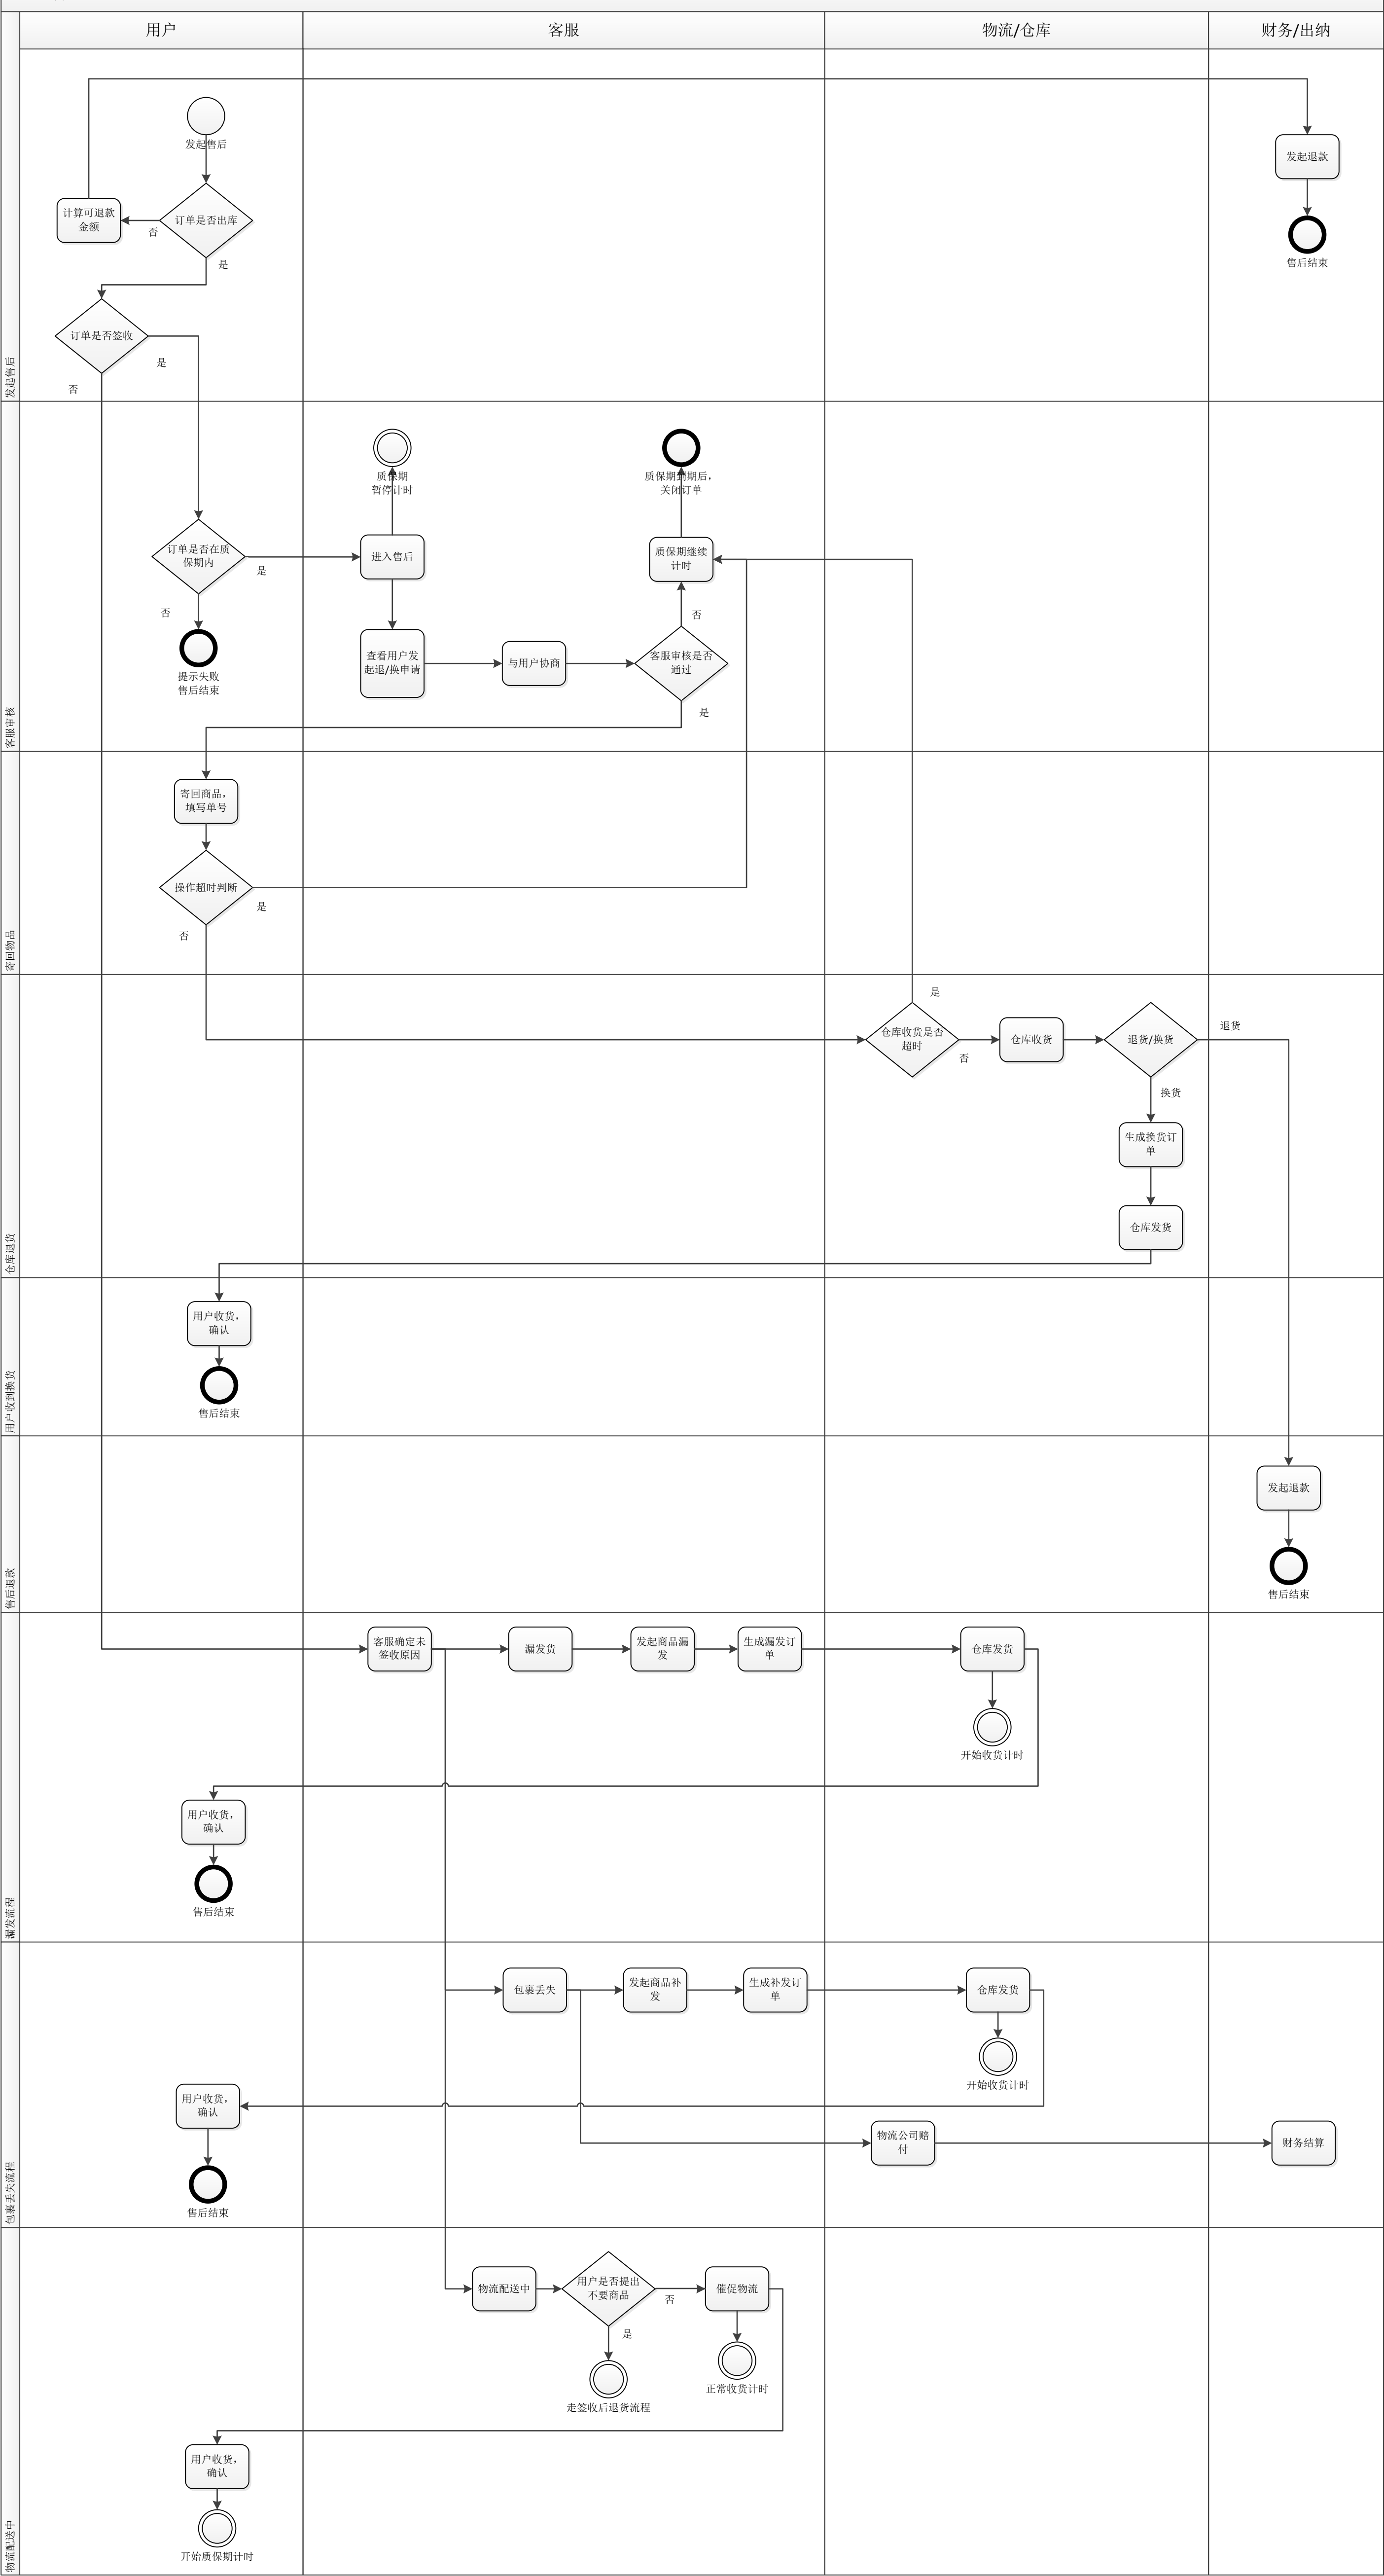 用户
客服
物流/仓库
财务/出纳
发起售后
发起售后
订单是否出库
否
是
计算可退款
金额
发起退款
售后结束
订单是否签收
是
否
客服审核
质保期
暂停计时
质保期到期后，
关闭订单
订单是否在质
保期内
是
否
提示失败
售后结束
进入售后
质保期继续
计时
否
查看用户发
起退/换申请
与用户协商
客服审核是否
通过
是
寄回物品
寄回商品，
填写单号
操作超时判断
是
否
仓库退货
仓库收货是否
超时
是
否
仓库收货
退货/换货
退货
换货
生成换货订
单
仓库发货
用户收到换货
用户收货，
确认
售后结束
售后退款
发起退款
售后结束
漏发流程
客服确定未
签收原因
漏发货
发起商品漏
发
生成漏发订
单
仓库发货
开始收货计时
用户收货，
确认
售后结束
包裹丢失流程
包裹丢失
发起商品补
发
生成补发订
单
仓库发货
开始收货计时
用户收货，
确认
售后结束
物流公司赔
付
财务结算
物流配送中
物流配送中
用户是否提出
不要商品
否
是
催促物流
正常收货计时
走签收后退货流程
用户收货，
确认
开始质保期计时